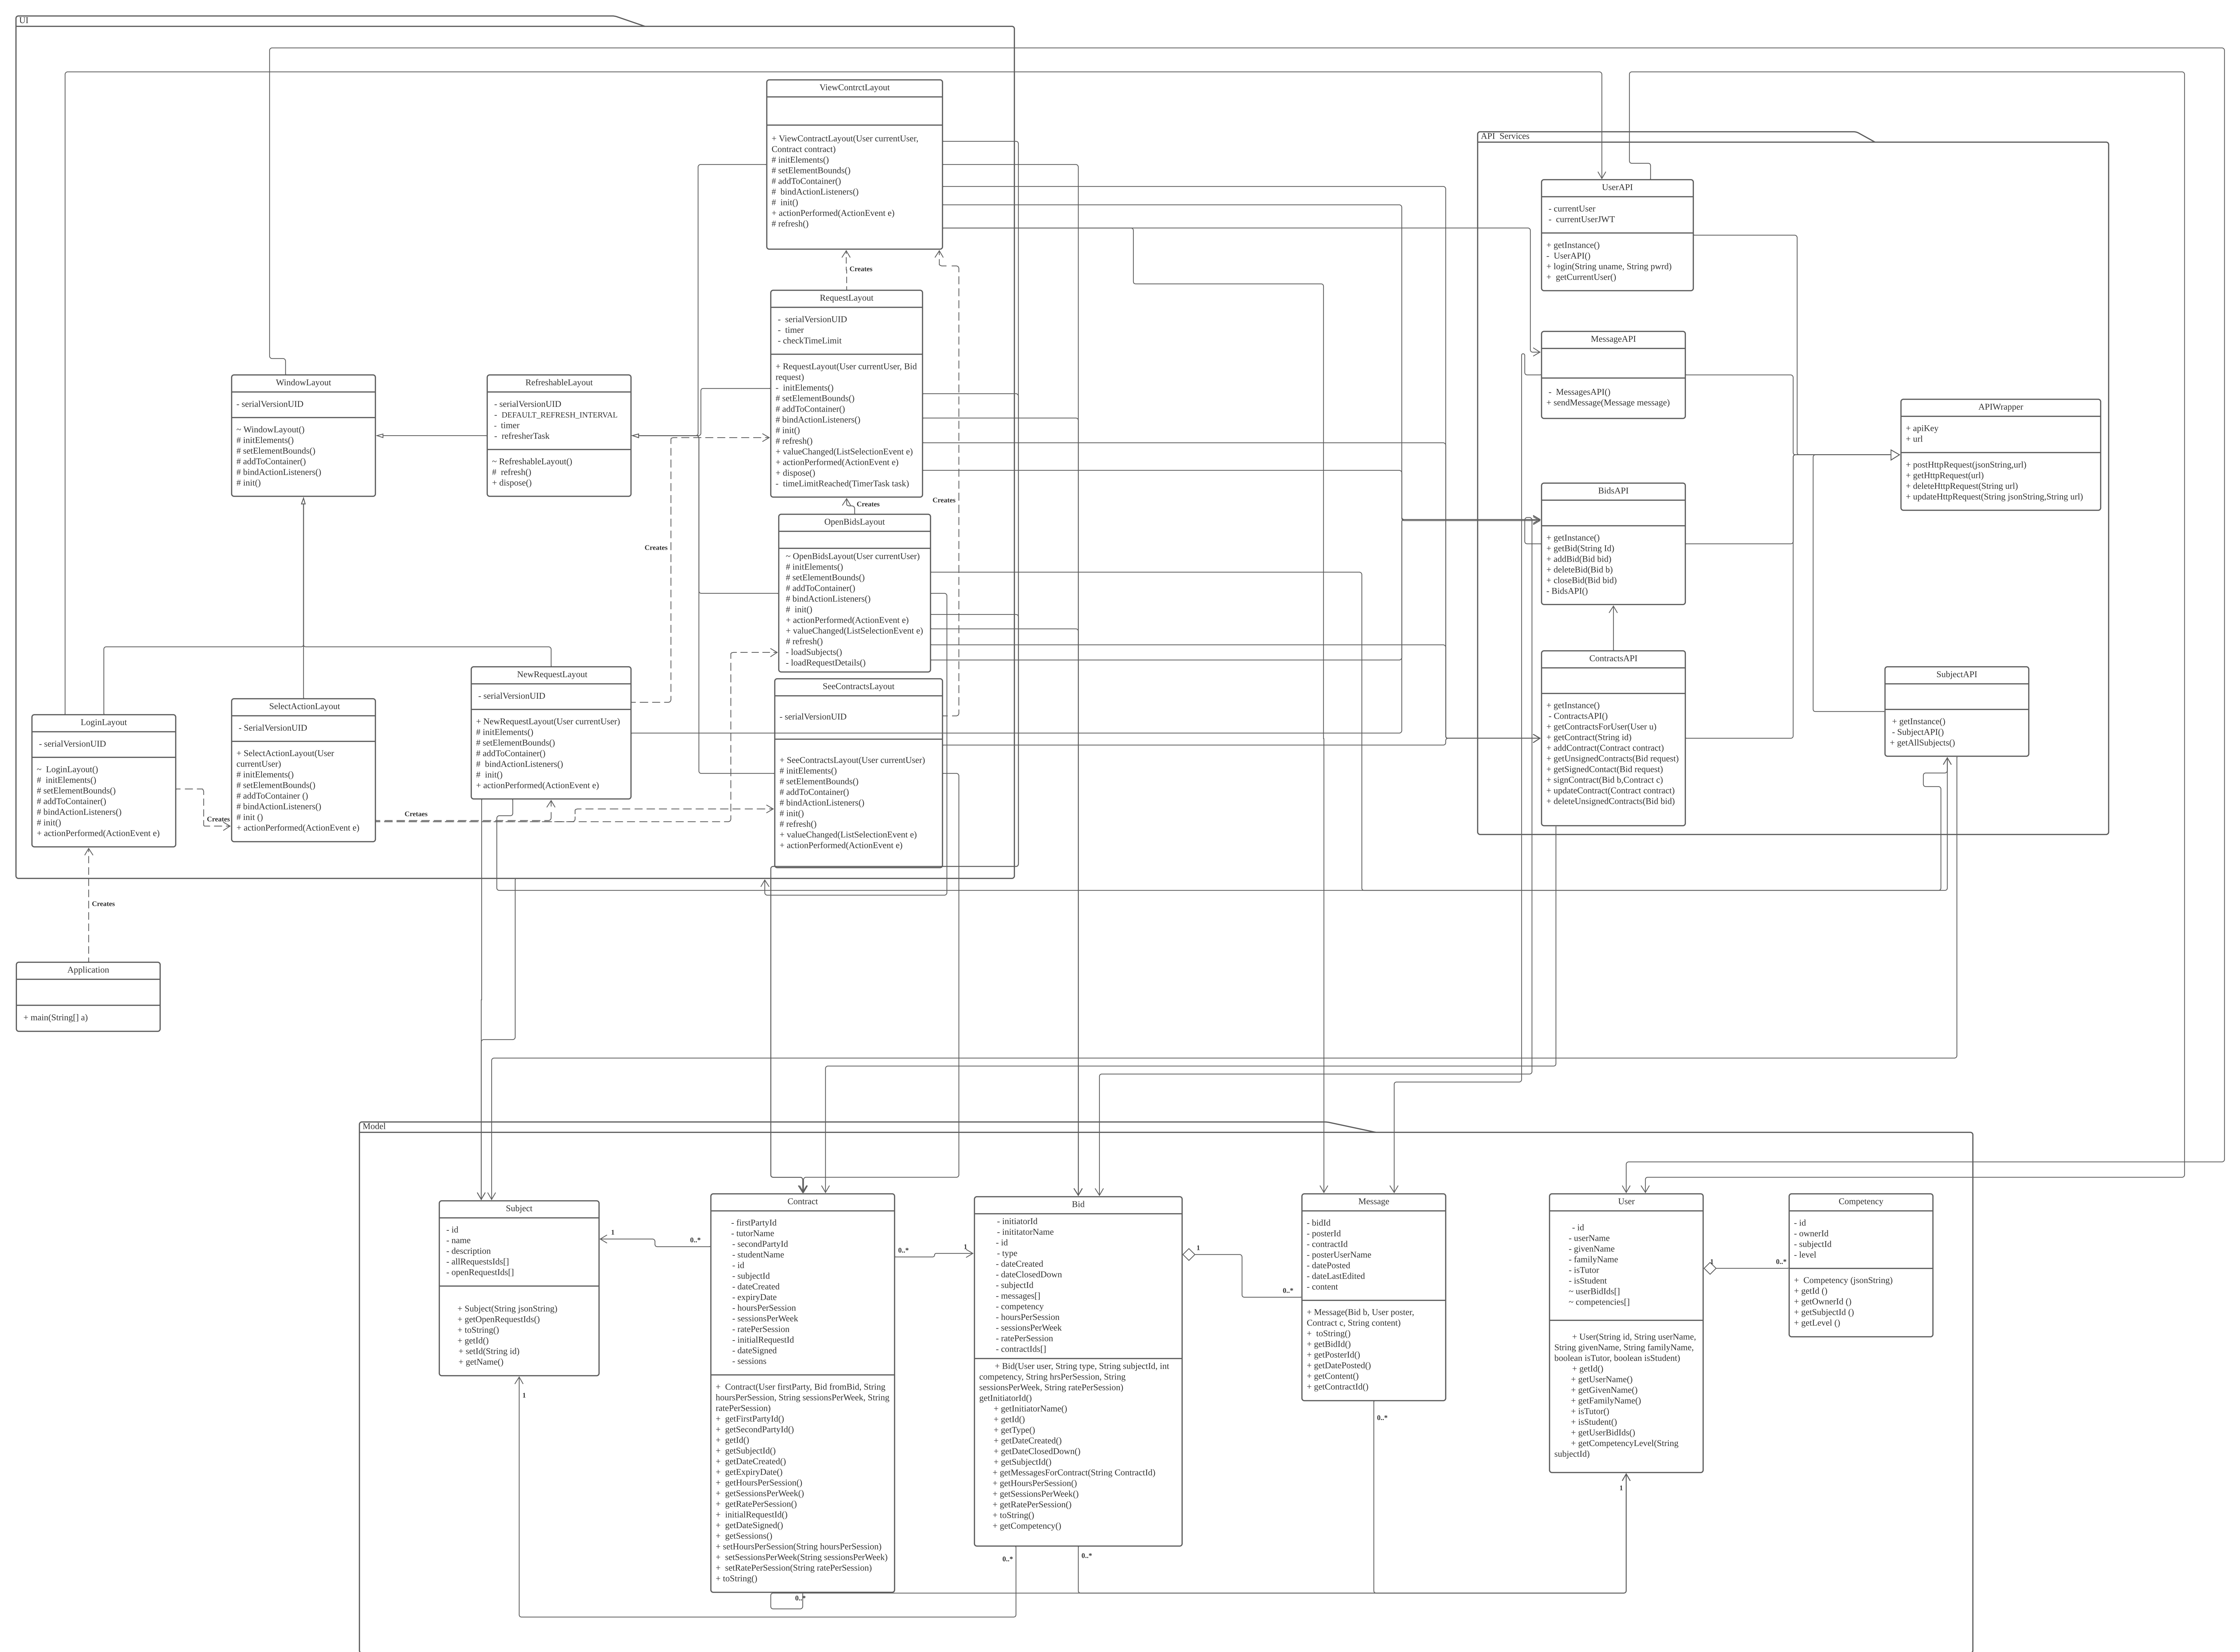 UI
ViewContrctLayout
+ ViewContractLayout(User currentUser,
Contract contract)
# initElements()
# setElementBounds()
# addToContainer()
#  bindActionListeners()
#  init()
+ actionPerformed(ActionEvent e)
# refresh()
Creates
RequestLayout
-  serialVersionUID
-  timer
- checkTimeLimit
+ RequestLayout(User currentUser, Bid
request)
-  initElements()
# setElementBounds()
# addToContainer()
# bindActionListeners()
# init()
# refresh()
+ valueChanged(ListSelectionEvent e)
+ actionPerformed(ActionEvent e)
+ dispose()
-  timeLimitReached(TimerTask task)
Creates
Creates
WindowLayout
- serialVersionUID
~ WindowLayout()
# initElements()
# setElementBounds()
# addToContainer()
# bindActionListeners()
# init()
RefreshableLayout
- serialVersionUID
-  DEFAULT_REFRESH_INTERVAL
-  timer
-  refresherTask
~ RefreshableLayout()
#  refresh()
+ dispose()
Creates
OpenBidsLayout
~ OpenBidsLayout(User currentUser)
# initElements()
# setElementBounds()
# addToContainer()
# bindActionListeners()
#  init()
+ actionPerformed(ActionEvent e)
+ valueChanged(ListSelectionEvent e)
# refresh()
- loadSubjects()
- loadRequestDetails()
SeeContractsLayout
- serialVersionUID
+ SeeContractsLayout(User currentUser)
# initElements()
# setElementBounds()
# addToContainer()
# bindActionListeners()
# init()
# refresh()
+ valueChanged(ListSelectionEvent e)
+ actionPerformed(ActionEvent e)
NewRequestLayout
- serialVersionUID
+ NewRequestLayout(User currentUser)
# initElements()
# setElementBounds()
# addToContainer()
#  bindActionListeners()
#  init()
+ actionPerformed(ActionEvent e)
SelectActionLayout
- SerialVersionUID
+ SelectActionLayout(User
currentUser)
# initElements()
# setElementBounds()
# addToContainer ()
# bindActionListeners()
# init ()
+ actionPerformed(ActionEvent e)
Cretaes
LoginLayout
- serialVersionUID
~  LoginLayout()
#  initElements()
# setElementBounds()
# addToContainer()
# bindActionListeners()
# init()
+ actionPerformed(ActionEvent e)
Creates
Creates
Application
+ main(String[] a)
API  Services
UserAPI
- currentUser
-  currentUserJWT
+ getInstance()
-  UserAPI()
+ login(String uname, String pwrd)
+  getCurrentUser()
MessageAPI
-  MessagesAPI()
+ sendMessage(Message message)
APIWrapper
+ apiKey
+ url
+ postHttpRequest(jsonString,url)
+ getHttpRequest(url)
+ deleteHttpRequest(String url)
+ updateHttpRequest(String jsonString,String url)
BidsAPI
+ getInstance()
+ getBid(String Id)
+ addBid(Bid bid)
+ deleteBid(Bid b)
+ closeBid(Bid bid)
- BidsAPI()
ContractsAPI
+ getInstance()
- ContractsAPI()
+ getContractsForUser(User u)
+ getContract(String id)
+ addContract(Contract contract)
+ getUnsignedContracts(Bid request)
+ getSignedContact(Bid request)
+ signContract(Bid b,Contract c)
+ updateContract(Contract contract)
+ deleteUnsignedContracts(Bid bid)
SubjectAPI
+ getInstance()
- SubjectAPI()
+ getAllSubjects()
Model
Subject
- id
- name
- description
- allRequestsIds[]
- openRequestIds[]
+ Subject(String jsonString)
+ getOpenRequestIds()
+ toString()
+ getId()
+ setId(String id)
+ getName()
1
1
0..*
Contract
- firstPartyId
- tutorName
- secondPartyId
- studentName
- id
- subjectId
- dateCreated
- expiryDate
- hoursPerSession
- sessionsPerWeek
- ratePerSession
- initialRequestId
- dateSigned
- sessions
+  Contract(User firstParty, Bid fromBid, String
hoursPerSession, String sessionsPerWeek, String
ratePerSession)
+  getFirstPartyId()
+  getSecondPartyId()
+  getId()
+  getSubjectId()
+  getDateCreated()
+  getExpiryDate()
+  getHoursPerSession()
+  getSessionsPerWeek()
+  getRatePerSession()
+  initialRequestId()
+  getDateSigned()
+  getSessions()
+ setHoursPerSession(String hoursPerSession)
+  setSessionsPerWeek(String sessionsPerWeek)
+  setRatePerSession(String ratePerSession)
+ toString()
0..*
0..*
1
Bid
- initiatorId
- inititatorName
- id
- type
- dateCreated
- dateClosedDown
- subjectId
- messages[]
- competency
- hoursPerSession
- sessionsPerWeek
- ratePerSession
- contractIds[]
+ Bid(User user, String type, String subjectId, int
competency, String hrsPerSession, String
sessionsPerWeek, String ratePerSession)
getInitiatorId()
+ getInitiatorName()
+ getId()
+ getType()
+ getDateCreated()
+ getDateClosedDown()
+ getSubjectId()
+ getMessagesForContract(String ContractId)
+ getHoursPerSession()
+ getSessionsPerWeek()
+ getRatePerSession()
+ toString()
+ getCompetency()
0..*
0..*
1
0..*
Message
- bidId
- posterId
- contractId
- posterUserName
- datePosted
- dateLastEdited
- content
+ Message(Bid b, User poster,
Contract c, String content)
+  toString()
+ getBidId()
+ getPosterId()
+ getDatePosted()
+ getContent()
+ getContractId()
0..*
User
- id
- userName
- givenName
- familyName
- isTutor
- isStudent
~ userBidIds[]
~ competencies[]
+ User(String id, String userName,
String givenName, String familyName,
boolean isTutor, boolean isStudent)
+ getId()
+ getUserName()
+ getGivenName()
+ getFamilyName()
+ isTutor()
+ isStudent()
+ getUserBidIds()
+ getCompetencyLevel(String
subjectId)
1
1
0..*
Competency
- id
- ownerId
- subjectId
- level
+  Competency (jsonString)
+ getId ()
+ getOwnerId ()
+ getSubjectId ()
+ getLevel ()